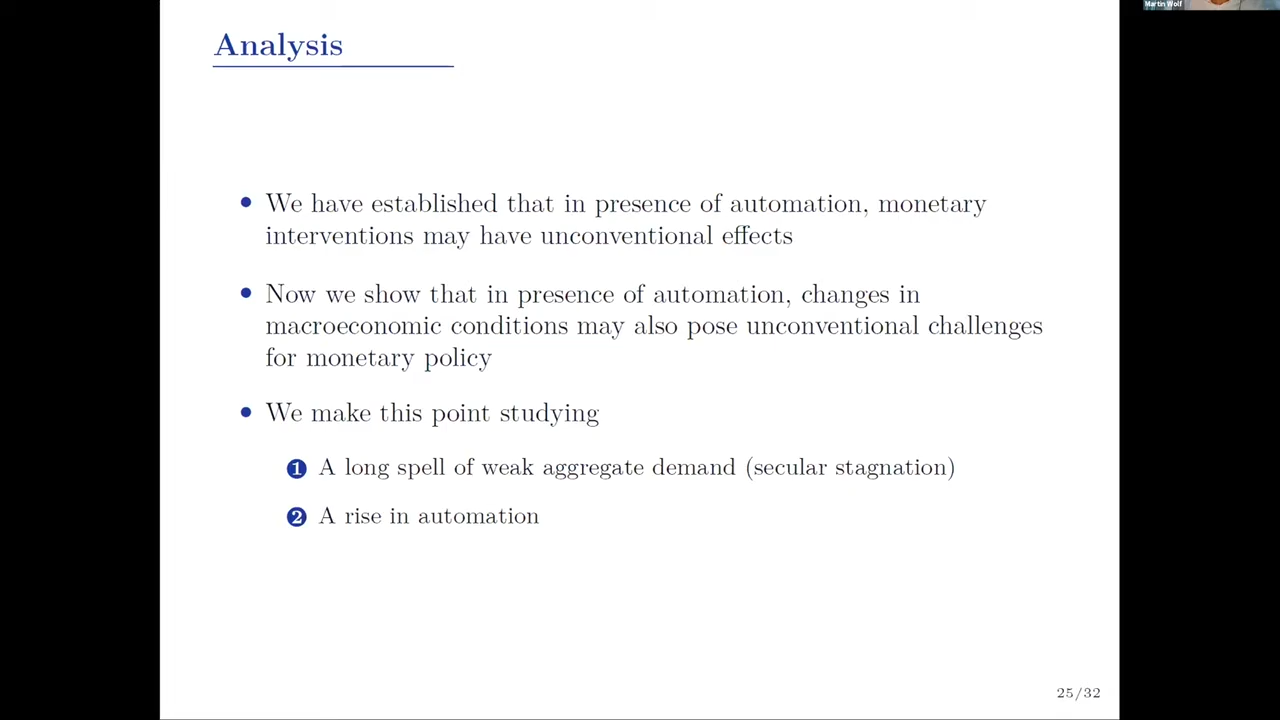 Martin Wolf
Analysis
• We have established that in presence of automation, monetary
interventions may have unconventional effects
• Now we show that in presence of automation, changes in
macroeconomic conditions may also pose unconventional challenges
for monetary policy
• We make this point studying
1 A long spell of weak aggregate demand (secular stagnation)
2 A rise in automation
25/32